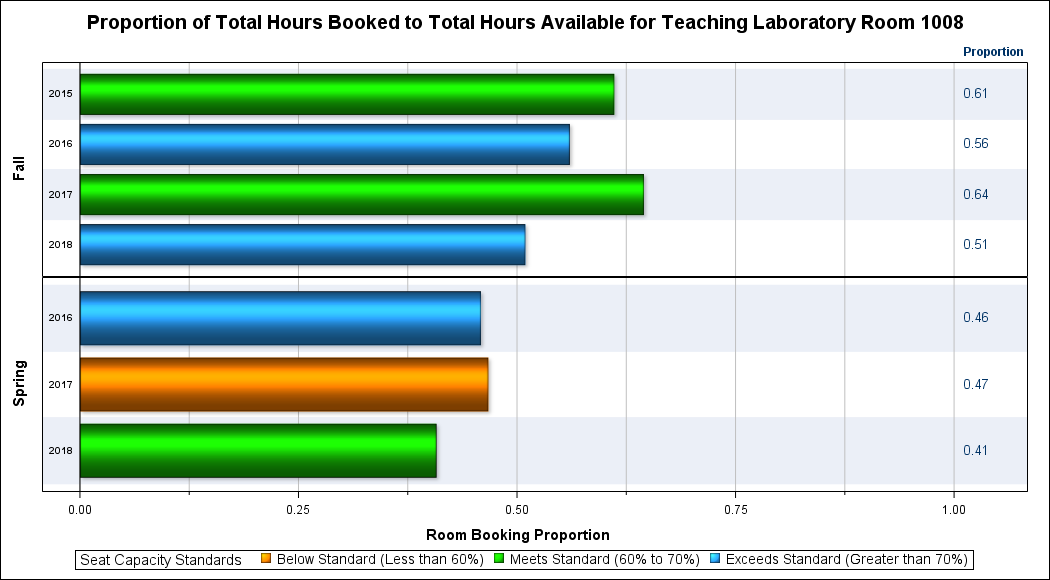 Proportion of Total Hours Booked to Total Hours Available for Teaching Laboratory Room 1008
Proportion
Fall
2015 0.61
2016 0.56
2017 0.64
2018 0.51
Spring
2016 0.46
2017 0.47
2018 0.41
0.00 0.25 0.50 0.75 1.00
Room Booking Proportion
Seat Capacity Standards Below Standard (Less than 60%) Meets Standard (60% to 70%) Exceeds Standard (Greater than 70%)